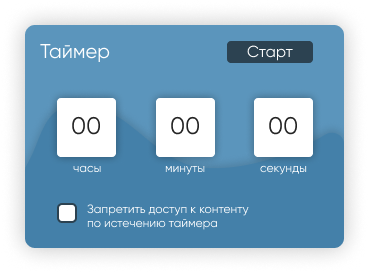 Таймер
Старт
00
00
00
часы
минуты
секунды
Запретить доступ к контенту
по истечению таймера